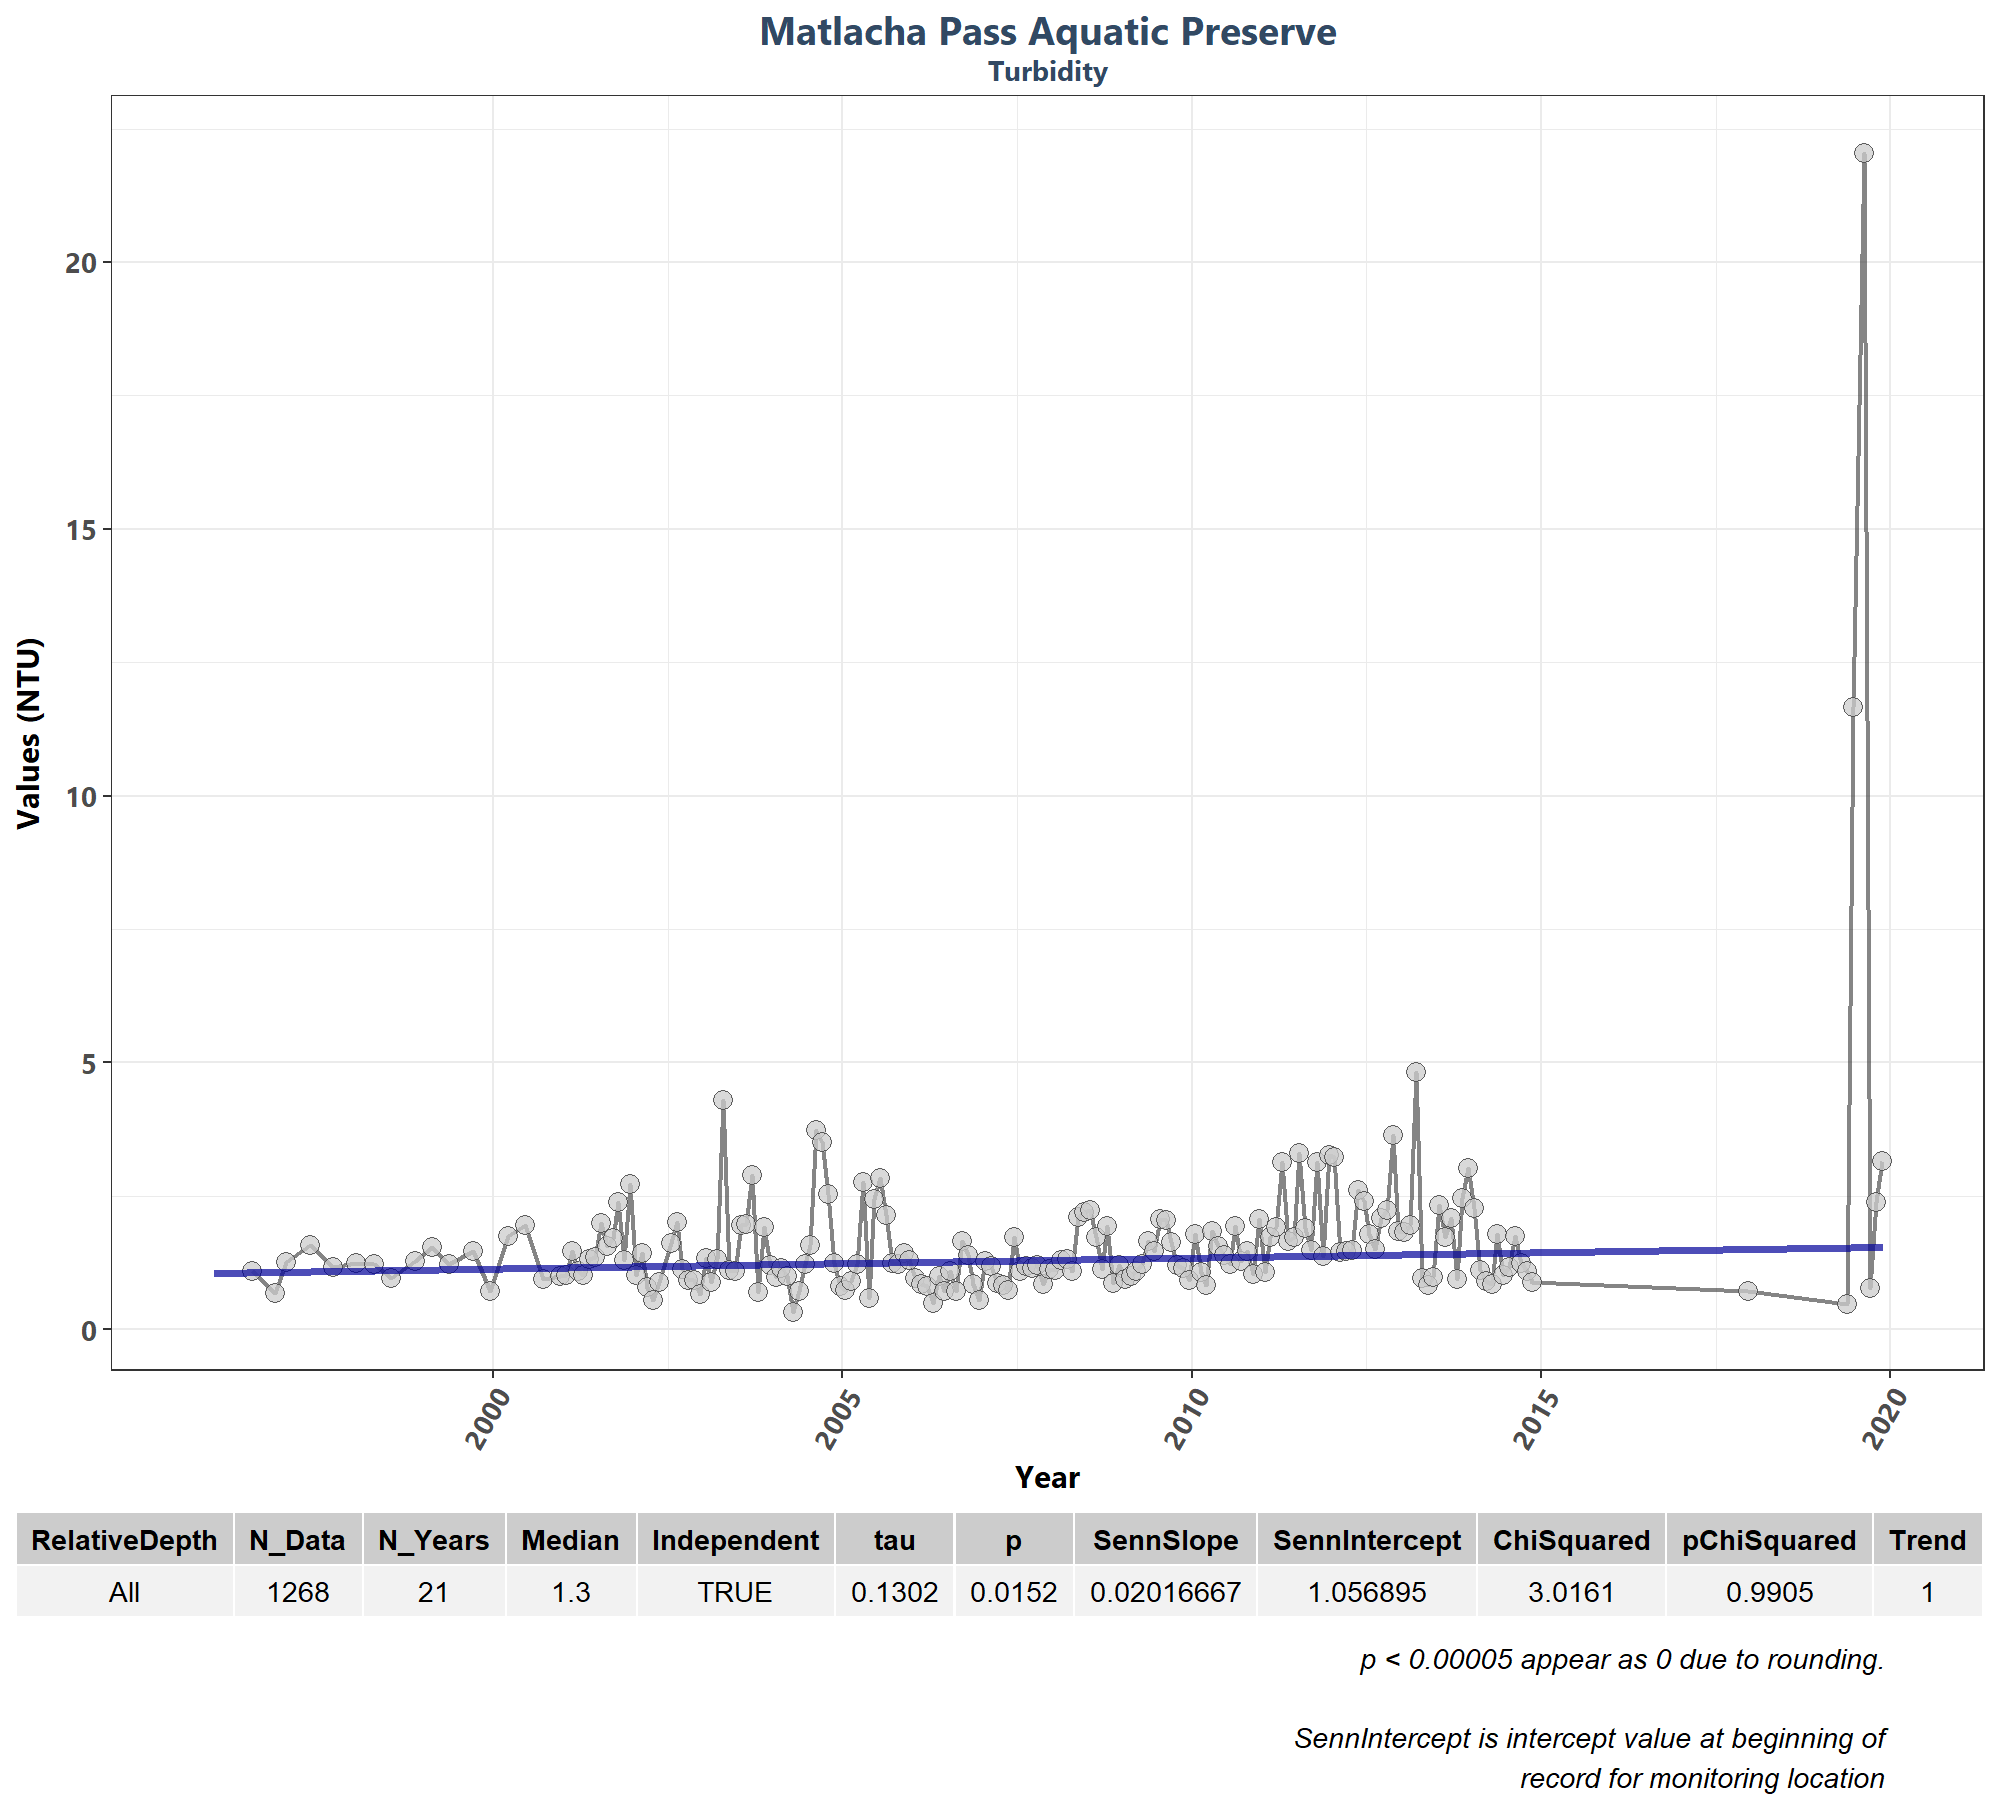 Matlacha Pass Aquatic Preserve
Turbidity
Values (NTU)
20
15
10
5
0
2000 2005 2010 2015 2020
Year
RelativeDepth N_Data N_Years Median Independent tau p SennSlope SennIntercept ChiSquared pChiSquared Trend
All 1268 21 1.3 TRUE 0.1302 0.0152 0.02016667 1.056895 3.0161 0.9905 1
p < 0.00005 appear as 0 due to rounding.
SennIntercept is intercept value at beginning of
record for monitoring location